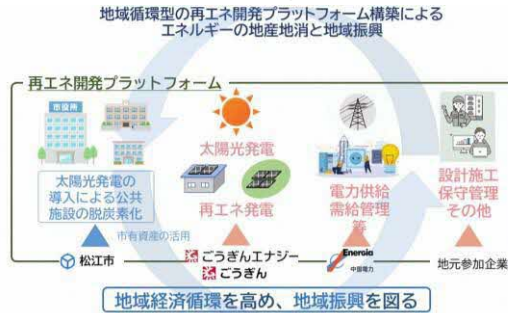 地域循環型の再エネ開発プラットフォーム構築による
エネルギーの地産地消と地域振興
再エネ開発プラットフォーム
市役所
太陽光発電
太陽光発電の
導入による公共
施設の脱炭素化
再エネ発電
電力供給
需給管理
等
設計施工
保守管理
その他
市有資産の活用
松江市
ごうぎんエナジー
ごうぎん
Energia
中国電力
地元参加企業
地域経済循環を高め、地域振興を図る